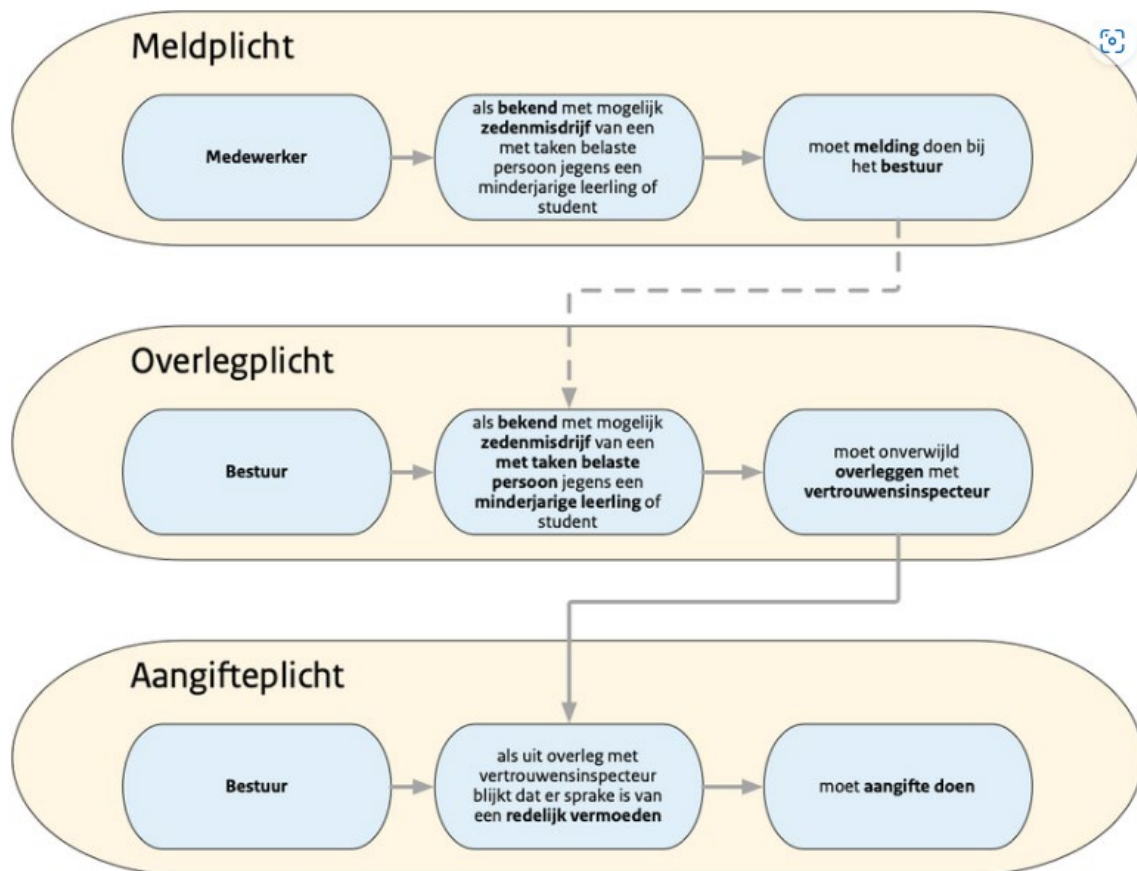 Meldplicht
Medewerker
als bekend met mogelijk
zedenmisdrijf van een
met taken belaste
persoon jegens een
minderjarige leerling of
student
moet melding doen bij
het bestuur
Overlegplicht
Bestuur
als bekend met mogelijk
zedenmisdrijf van een
met taken belaste
persoon jegens een
minderjarige leerling of
student
moet onverwijld
overleggen met
vertrouwensinspecteur
Aangifteplicht
Bestuur
als uit overleg met
vertrouwensinspecteur
blijkt dat er sprake is van
een redelijk vermoeden
moet aangifte doen